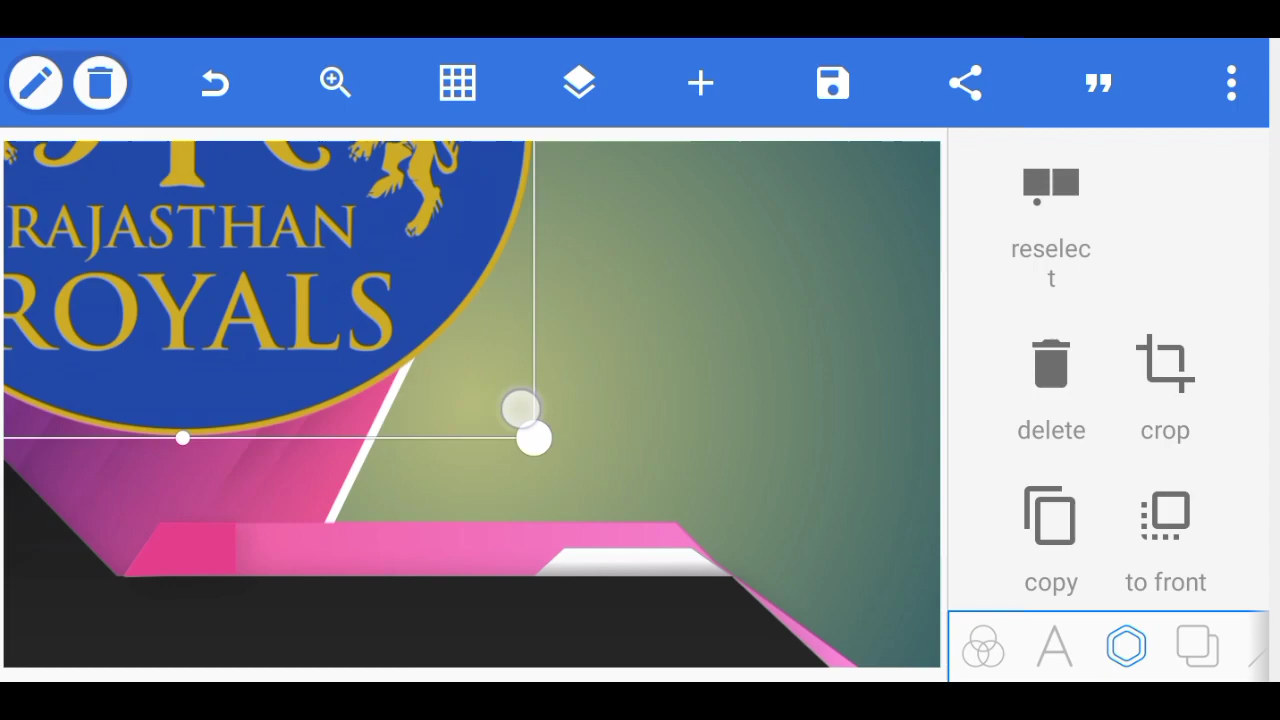 RAJASTHAN
ROYALS
reselec
t
delete
crop
copy
to front